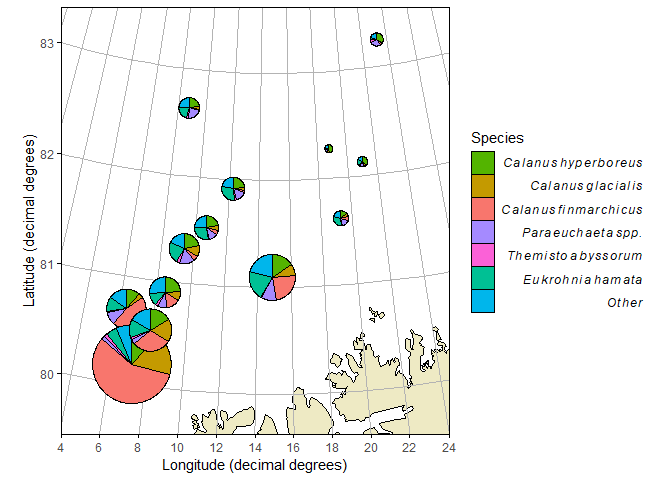 83
82
81
80
Latitude (decimal degrees)
4 6 8 10 12 14 16 18 20 22 24
Longitude (decimal degrees)
Species
Calanus hyperboreus
Calanus glacialis
Calanus finmarchicus
Paraeuchaeta spp.
Themisto abyssorum
Eukrohnia hamata
Other